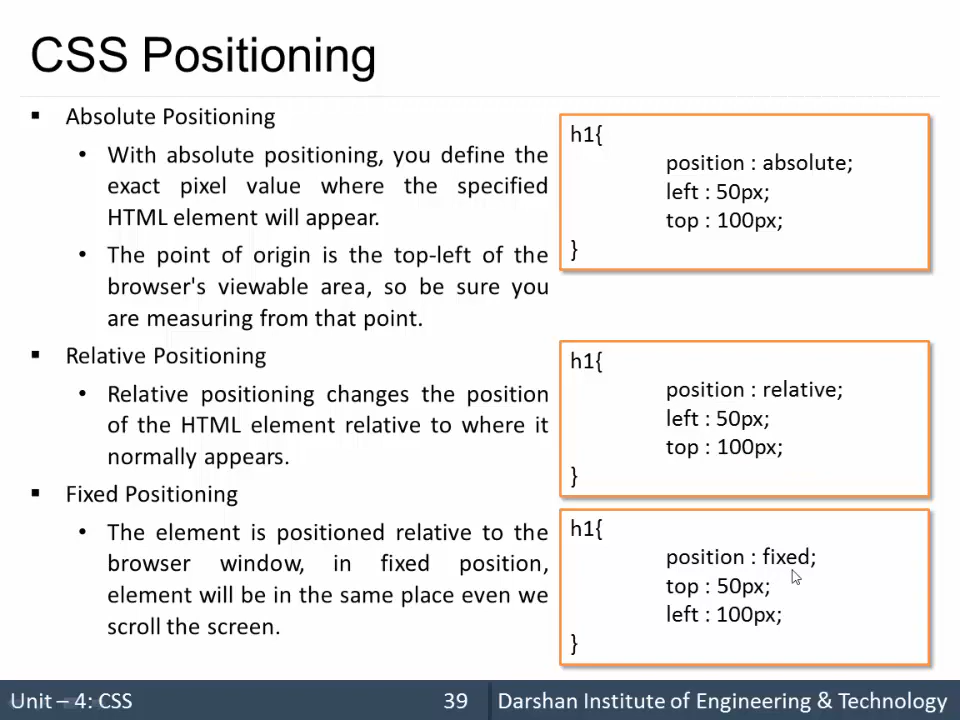 CSS Positioning
▪ Absolute Positioning
• With absolute positioning, you define the
exact pixel value where the specified
HTML element will appear.
• The point of origin is the top-left of the
browser's viewable area, so be sure you
are measuring from that point.
▪ Relative Positioning
• Relative positioning changes the position
of the HTML element relative to where it
normally appears.
▪ Fixed Positioning
• The element is positioned relative to the
browser window, in fixed position,
element will be in the same place even we
scroll the screen.
h1{
position : absolute;
left : 50px;
top : 100px;
}
h1{
position : relative;
left : 50px;
top : 100px;
}
h1{
position : fixed;
top : 50px;
left : 100px;
}
Unit – 4: CSS
39
Darshan Institute of Engineering & Technology